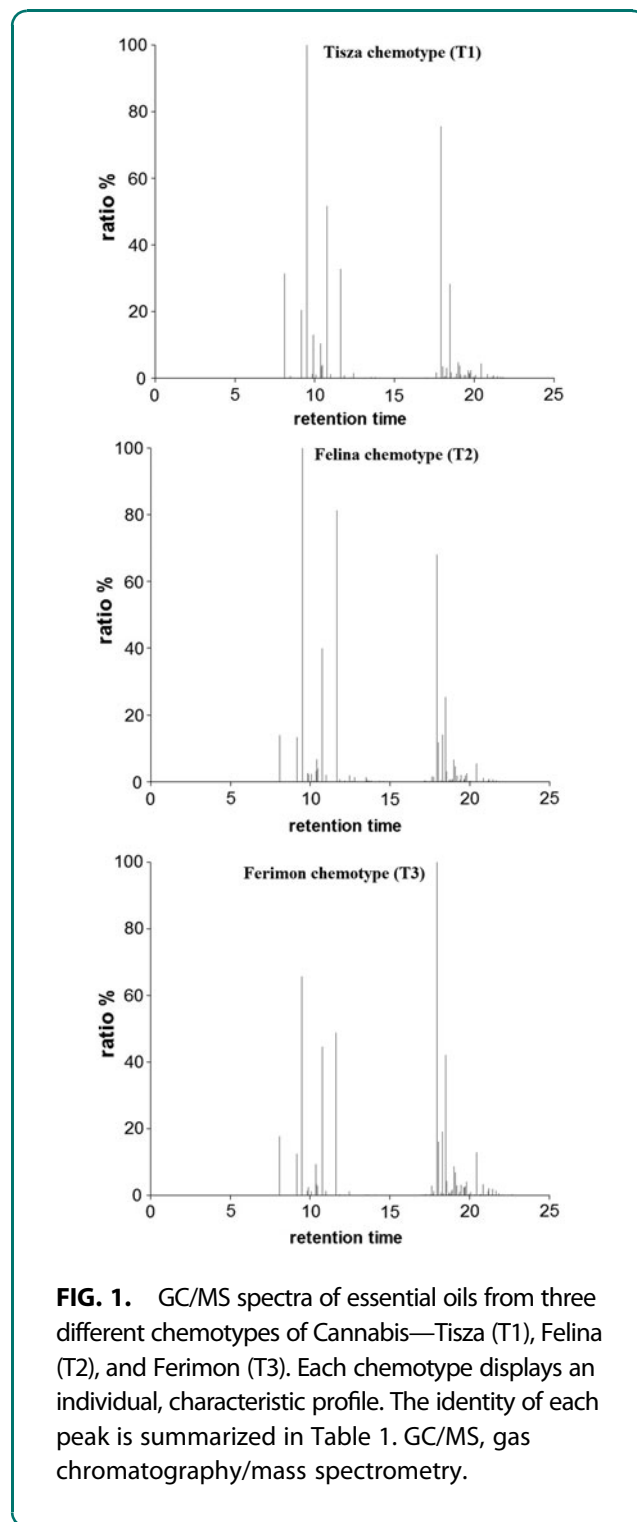 Tisza chemotype (T1)
100
80
60
40
20
0
ratio %
0 5 10 15 20 25
retention time
Felina chemotype (T2)
100
80
60
40
20
0
ratio %
0 5 10 15 20 25
retention time
Ferimon chemotype (T3)
100
80
60
40
20
0
ratio %
0 5 10 15 20 25
retention time
FIG. 1. GC/MS spectra of essential oils from three
different chemotypes of Cannabis—Tisza (T1), Felina
(T2), and Ferimon (T3). Each chemotype displays an
individual, characteristic profile. The identity of each
peak is summarized in Table 1. GC/MS, gas
chromatography/mass spectrometry.